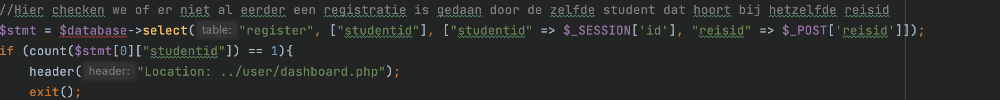 //Hier checken we of er niet al eerder een registratie is gedaan door de zelfde student dat hoort bij hetzelfde reisid
$stmt = $database->select( table: "register", ["studentid"], ["studentid" => $_SESSION['id'], "reisid" => $_POST['reisid']]);
if (count($stmt[0]["studentid"]) == 1){
    header( header: "Location: ../user/dashboard.php");
    exit();